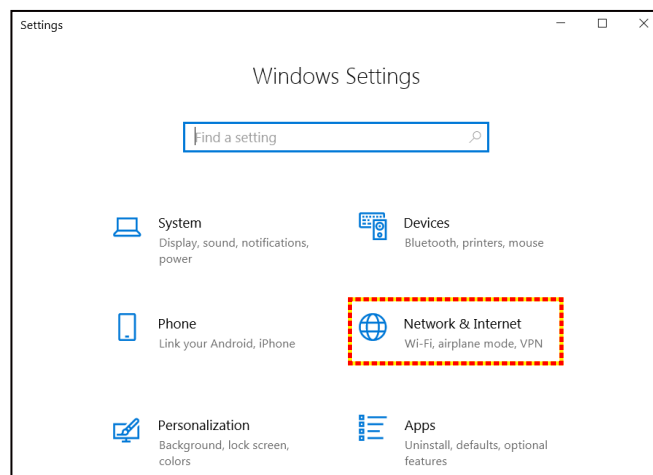 Settings
Windows Settings
Find a setting
System
Display, sound, notifications,
power
Devices
Bluetooth, printers, mouse
Phone
Link your Android, iPhone
Network & Internet
Wi-Fi, airplane mode, VPN
Personalization
Background, lock screen,
colors
Apps
Uninstall, defaults, optional
features